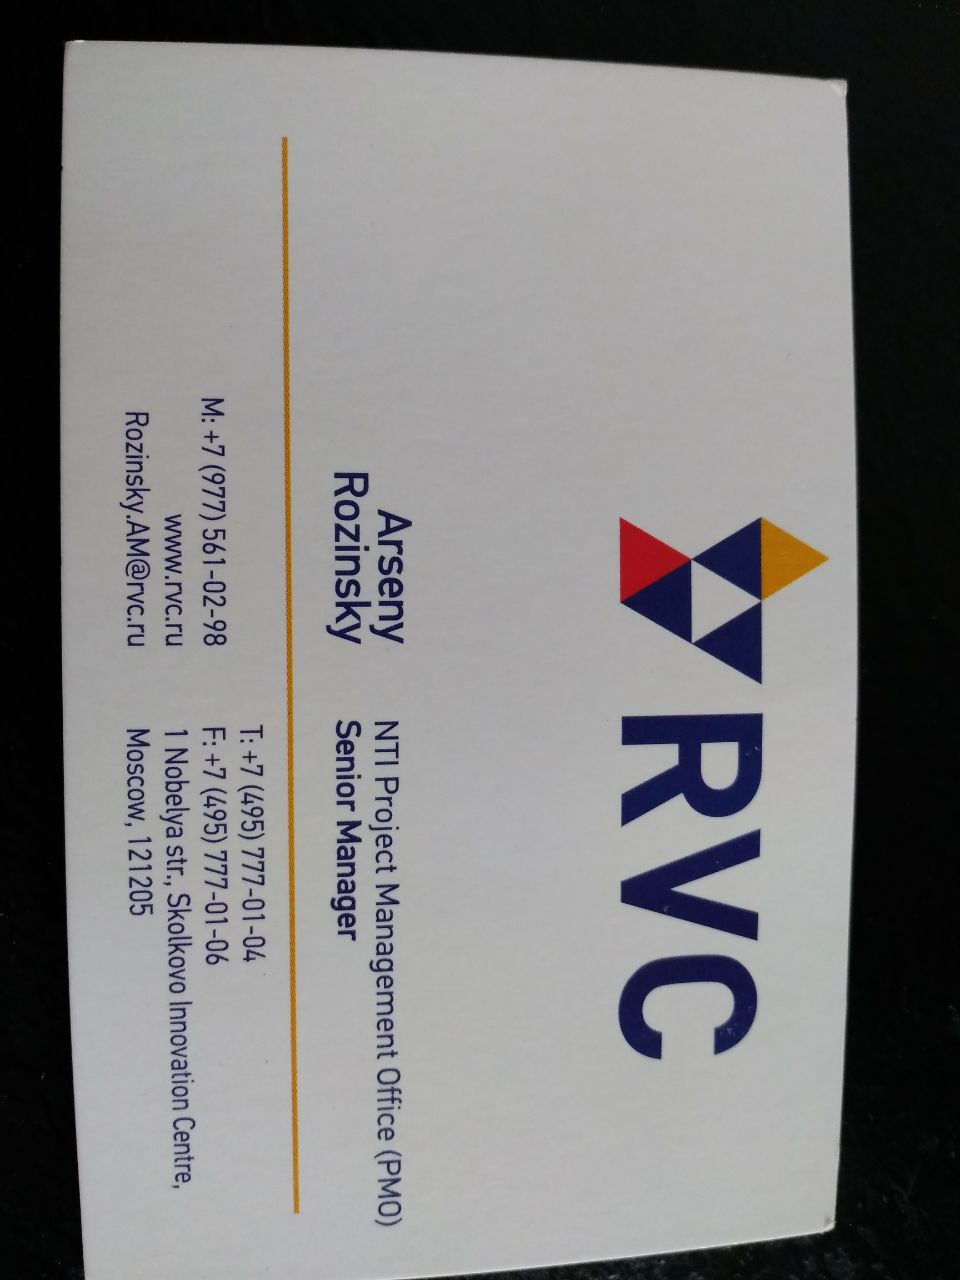 RVC
Arseny
Rozinsky
NTI Project Management Office (PMO)
Senior Manager
M: +7 (977) 561-02-98
www.rvc.ru
Rozinsky.AM@rvc.ru
T: +7 (495) 777-01-04
F: +7 (495) 777-01-06
1 Nobelya str., Skolkovo Innovation Centre,
Moscow, 121205